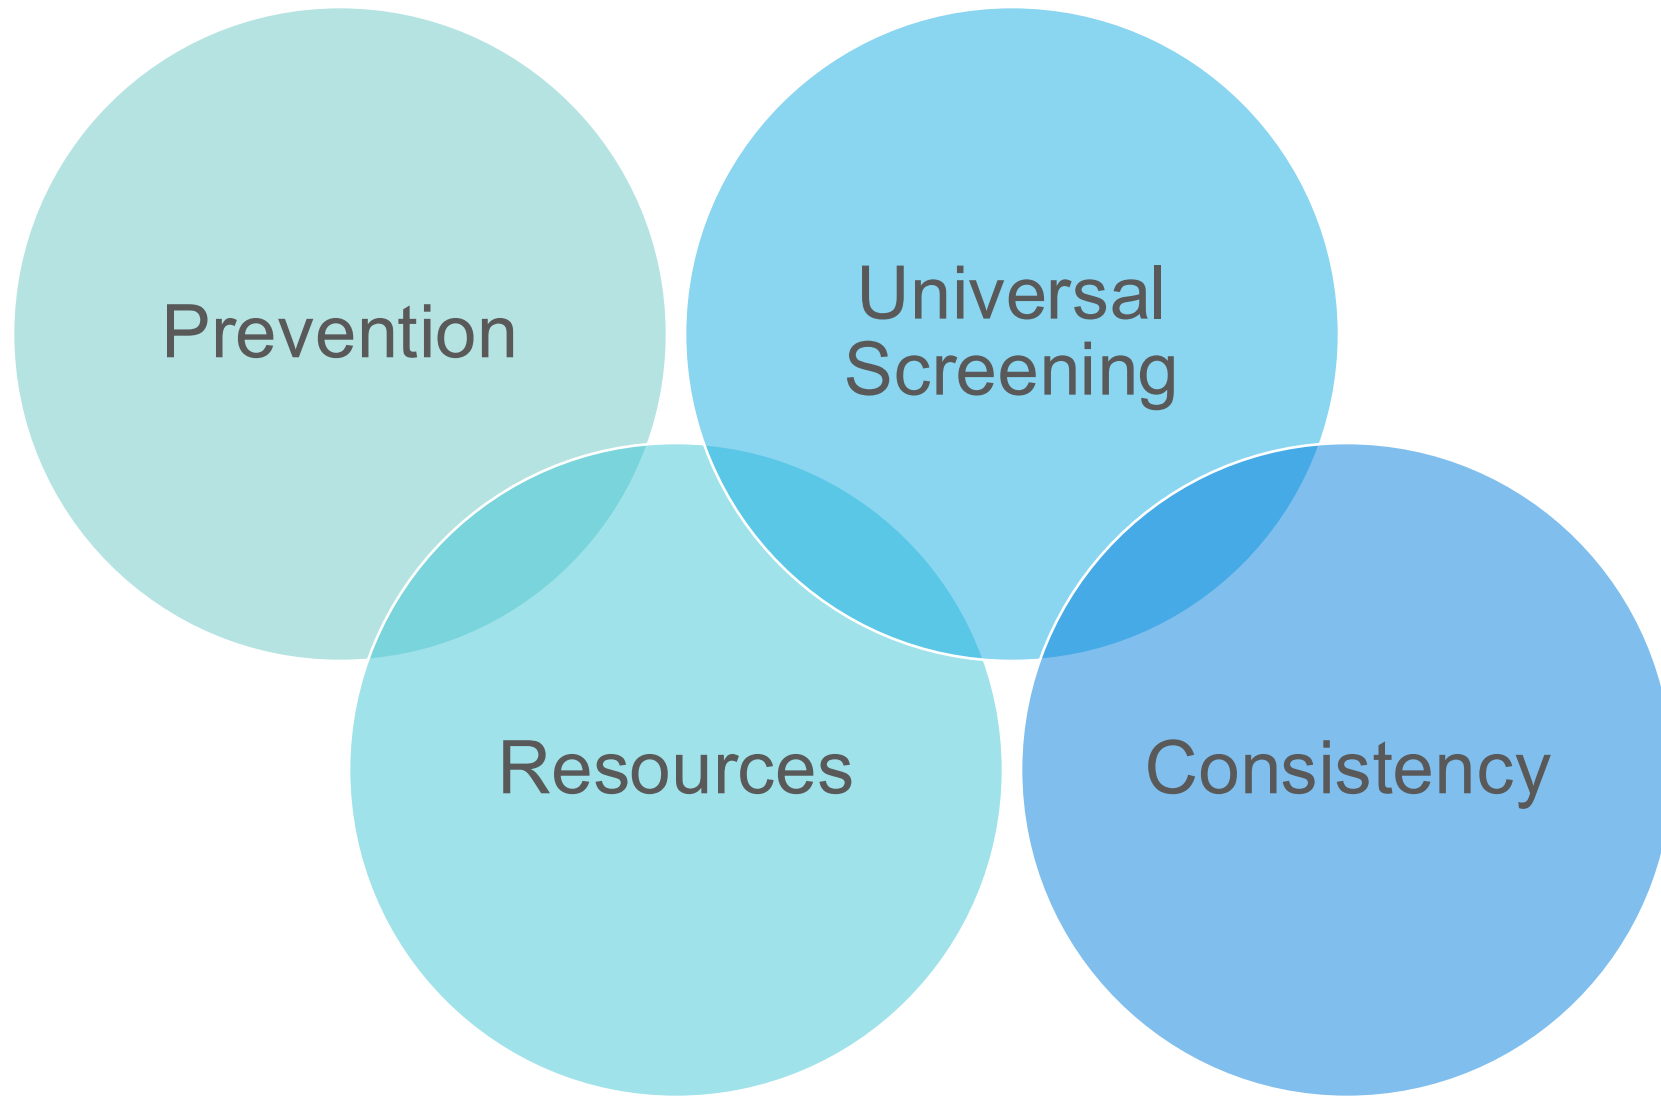 Prevention
Universal
Screening
Resources
Consistency